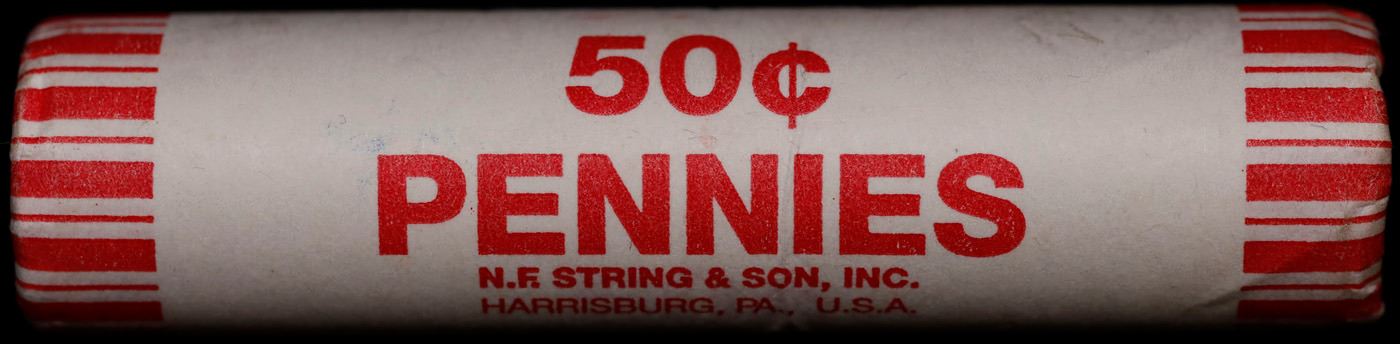 50¢
PENNIES
N.F. STRING & SON, INC.
HARRISBURG, PA., U.S.A.